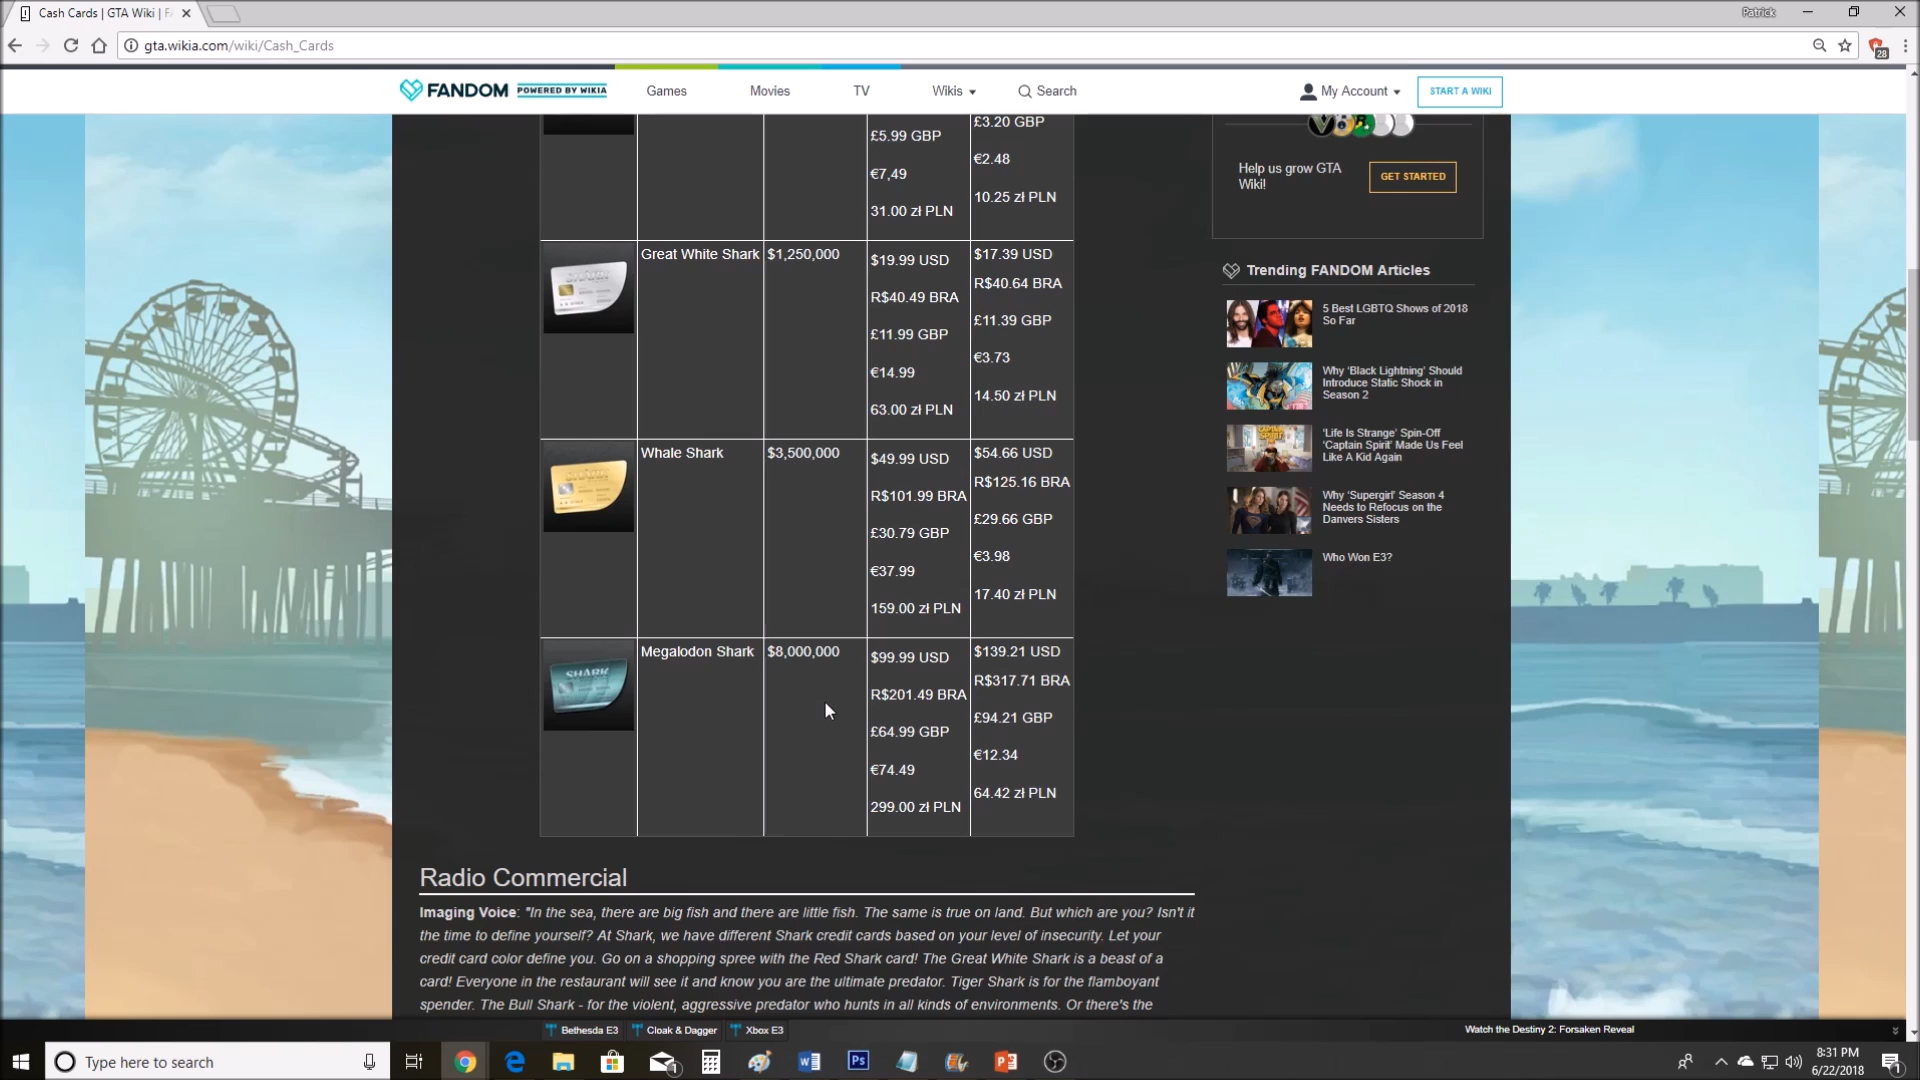 Cash Cards | GTA Wiki | F
Patrick
gta.wikia.com/wiki/Cash_Cards
28
FANDOM POWERED BY WIKIA
Games
Movies
TV
Wikis
Search
My Account
START A WIKI
£5.99 GBP
€7,49
31.00 zł PLN
£3.20 GBP
€2.48
10.25 zł PLN
Great White Shark
$1,250,000
$19.99 USD
R$40.49 BRA
£11.99 GBP
€14.99
63.00 zł PLN
$17.39 USD
R$40.64 BRA
£11.39 GBP
€3.73
14.50 zł PLN
Whale Shark
$3,500,000
$49.99 USD
R$101.99 BRA
£30.79 GBP
€37.99
159.00 zł PLN
$54.66 USD
R$125.16 BRA
£29.66 GBP
€3.98
17.40 zł PLN
SHARK
Megalodon Shark
$8,000,000
$99.99 USD
R$201.49 BRA
£64.99 GBP
€74.49
299.00 zł PLN
$139.21 USD
R$317.71 BRA
£94.21 GBP
€12.34
64.42 zł PLN
Help us grow GTA
Wiki!
GET STARTED
Trending FANDOM Articles
5 Best LGBTQ Shows of 2018
So Far
Why 'Black Lightning' Should
Introduce Static Shock in
Season 2
'Life Is Strange' Spin-Off
'Captain Spirit' Made Us Feel
Like A Kid Again
Why 'Supergirl' Season 4
Needs to Refocus on the
Danvers Sisters
Who Won E3?
Radio Commercial
Imaging Voice: "In the sea, there are big fish and there are little fish. The same is true on land. But which are you? Isn't it
the time to define yourself? At Shark, we have different Shark credit cards based on your level of insecurity. Let your
credit card color define you. Go on a shopping spree with the Red Shark card! The Great White Shark is a beast of a
card! Everyone in the restaurant will see it and know you are the ultimate predator. Tiger Shark is for the flamboyant
spender. The Bull Shark - for the violent, aggressive predator who hunts in all kinds of environments. Or there's the
Bethesda E3
Cloak & Dagger
Xbox E3
Watch the Destiny 2: Forsaken Reveal
Type here to search
8:31 PM
6/22/2018